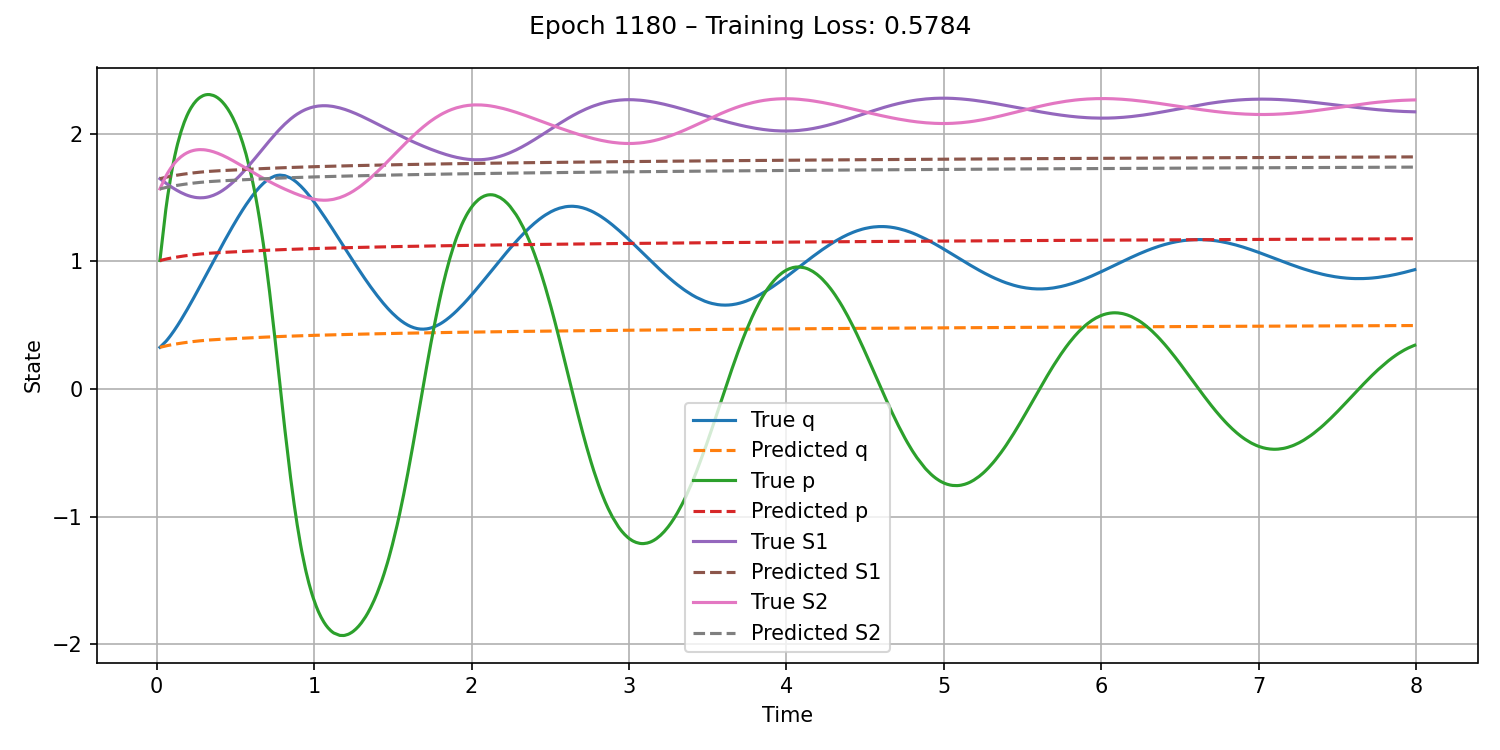 Epoch 1180 – Training Loss: 0.5784
State
2
1
0
−1
−2
True q
Predicted q
True p
Predicted p
True S1
Predicted S1
True S2
Predicted S2
0 1 2 3 4 5 6 7 8
Time